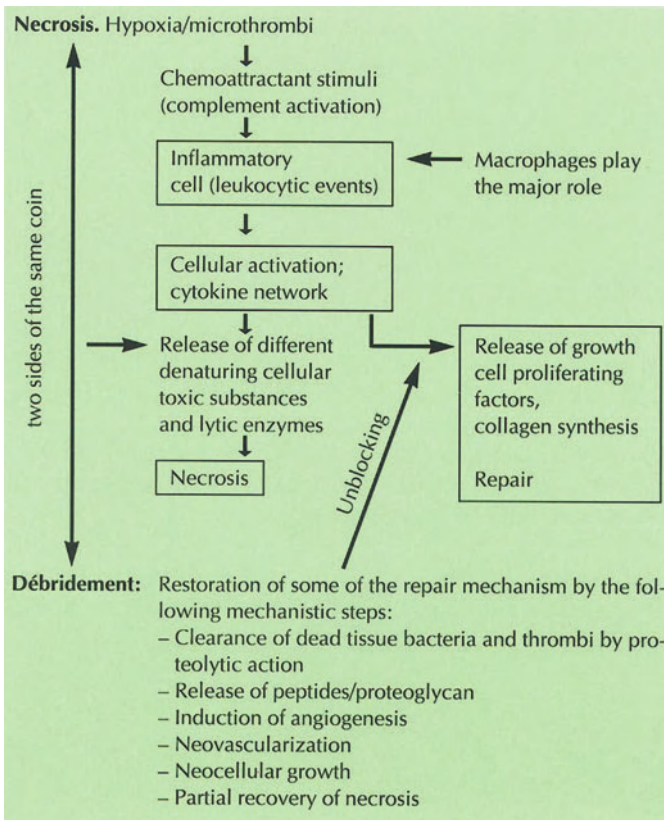 Necrosis. Hypoxia/microthrombi
Chemoattractant stimuli
(complement activation)
Inflammatory
cell (leukocytic events)
Macrophages play
the major role
Cellular activation;
cytokine network
two sides of the same coin
Release of different
denaturing cellular
toxic substances
and lytic enzymes
Release of growth
cell proliferating
factors,
collagen synthesis
Repair
Unblocking
Necrosis
Débridement: Restoration of some of the repair mechanism by the fol-
lowing mechanistic steps:
– Clearance of dead tissue bacteria and thrombi by pro-
teolytic action
– Release of peptides/proteoglycan
– Induction of angiogenesis
– Neovascularization
– Neocellular growth
– Partial recovery of necrosis